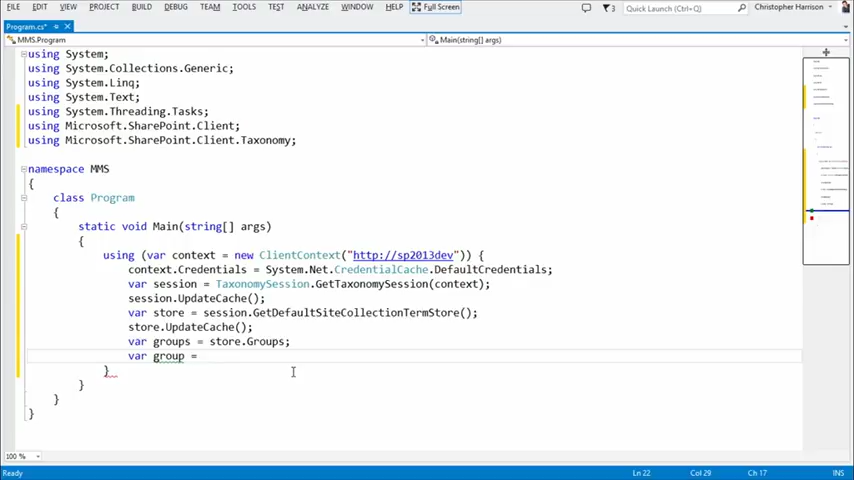 FILE EDIT VIEW PROJECT BUILD DEBUG TEAM TOOLS TEST ANALYZE WINDOW HELP Full Screen 3 Quick Launch (Ctrl+Q) Christopher Harrison
Program.cs*
MMS.Program Main(string[] args)
using System;
using System.Collections.Generic;
using System.Linq;
using System.Text;
using System.Threading.Tasks;
using Microsoft.SharePoint.Client;
using Microsoft.SharePoint.Client.Taxonomy;
namespace MMS
{
class Program
{
static void Main(string[] args)
{
using (var context = new ClientContext("http://sp2013dev")) {
context.Credentials = System.Net.CredentialCache.DefaultCredentials;
var session = TaxonomySession.GetTaxonomySession(context);
session.UpdateCache();
var store = session.GetDefaultSiteCollectionTermStore();
store.UpdateCache();
var groups = store.Groups;
var group =
}
}
}
}
100 %
Ready Ln 22 Col 29 Ch 17 INS